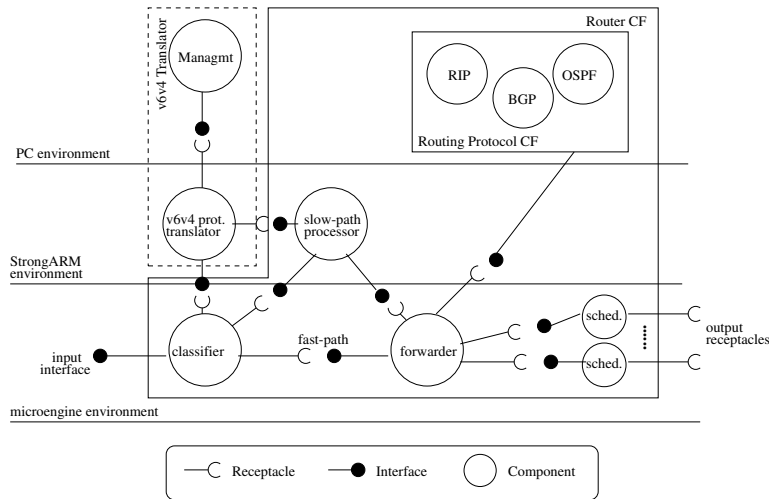 Router CF
v6v4 Translator
Managmt
RIP
BGP
OSPF
Routing Protocol CF
PC environment
v6v4 prot.
translator
slow-path
processor
StrongARM
environment
input
interface
classifier
fast-path
forwarder
sched.
sched.
output
receptacles
microengine environment
Receptacle
Interface
Component